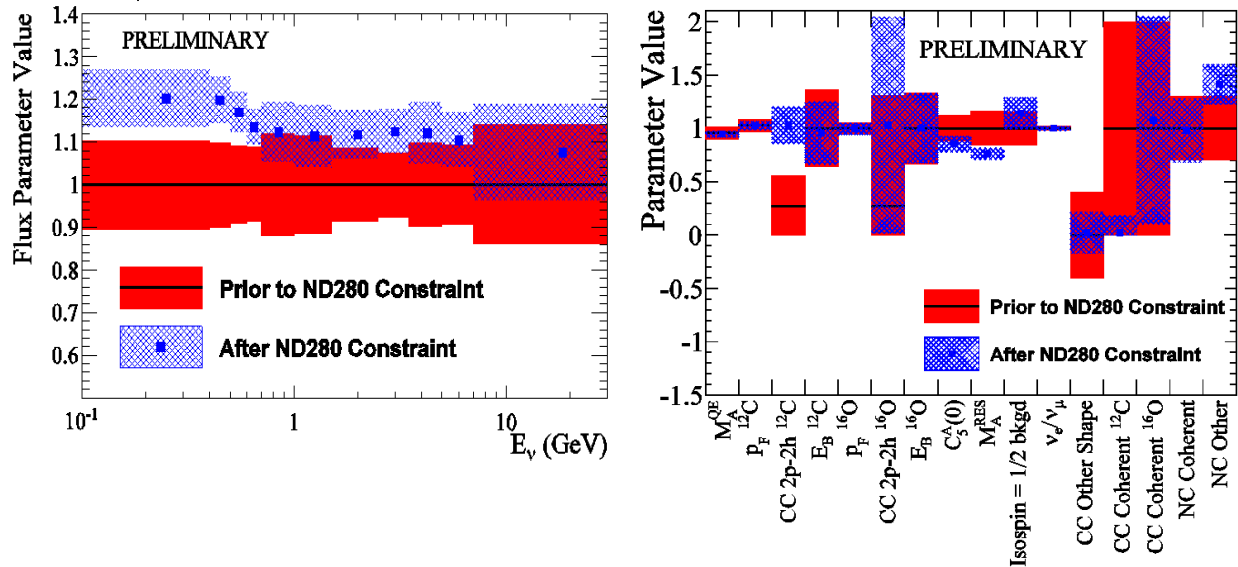 PRELIMINARY
Flux Parameter Value
1.4
1.3
1.2
1.1
1
0.9
0.8
0.7
0.6
Prior to ND280 Constraint
After ND280 Constraint
10⁻¹ 1 10
E_ν (GeV)
PRELIMINARY
Parameter Value
2
1.5
1
0.5
0
-0.5
-1
-1.5
Prior to ND280 Constraint
After ND280 Constraint
M_A^QE
p_F ¹²C
CC 2p-2h ¹²C
E_B ¹²C
p_F ¹⁶O
CC 2p-2h ¹⁶O
E_B ¹⁶O
C_5^A(0)
M_A^RES
Isospin = 1/2 bkgd
ν_e/ν_μ
CC Other Shape
CC Coherent ¹²C
CC Coherent ¹⁶O
NC Coherent
NC Other